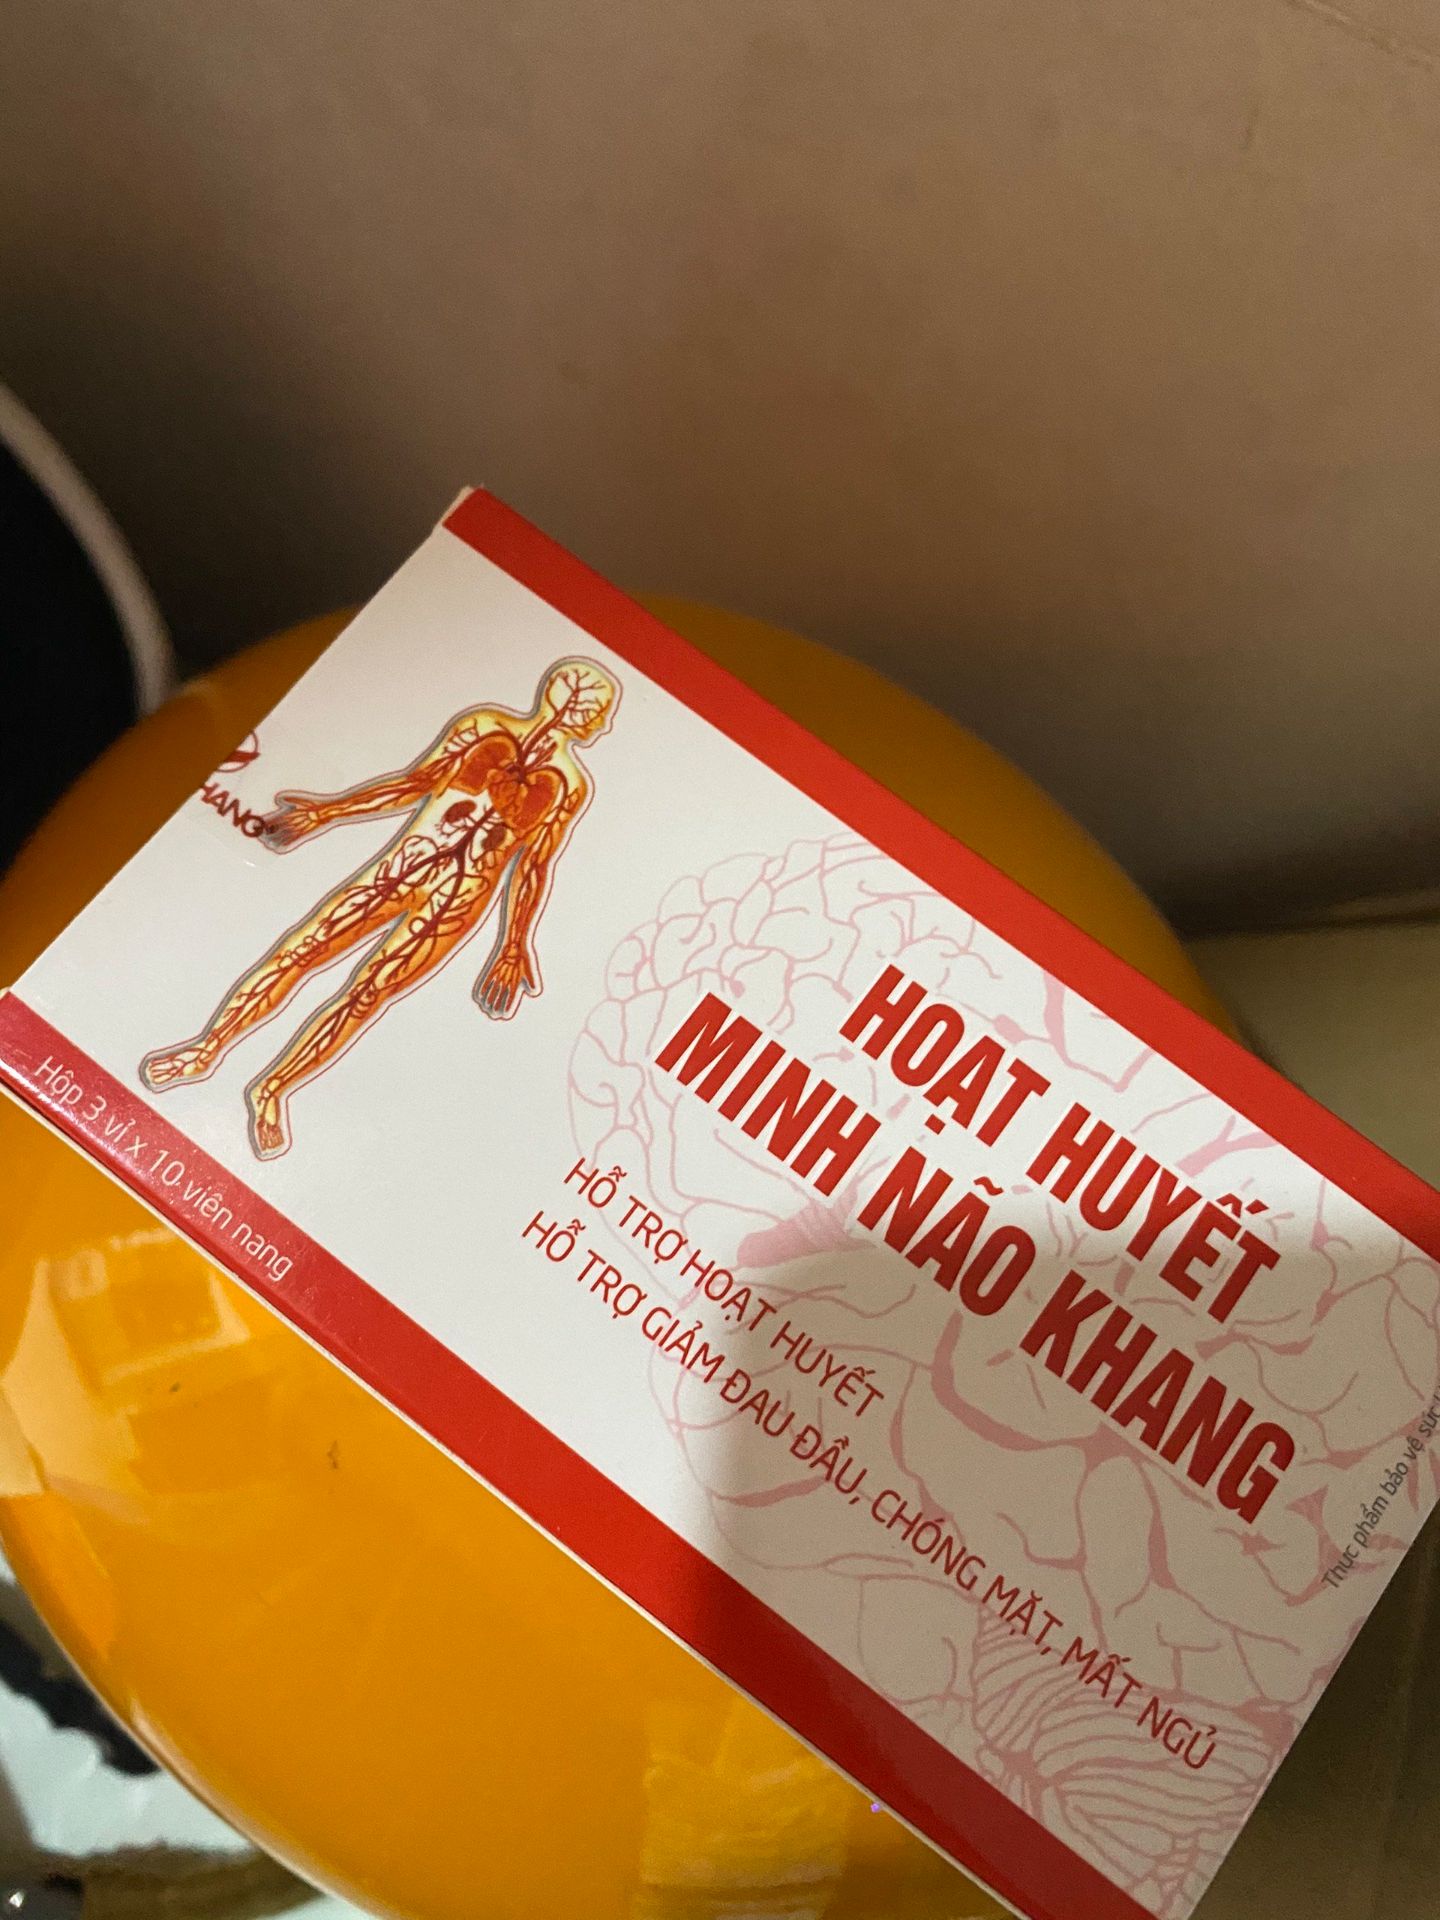 HOẠT HUYẾT
MINH NÃO KHANG
HỖ TRỢ HOẠT HUYẾT
HỖ TRỢ GIẢM ĐAU ĐẦU, CHÓNG MẶT, MẤT NGỦ
Hộp 3 vỉ x 10 viên nang
Thực phẩm bảo vệ sức